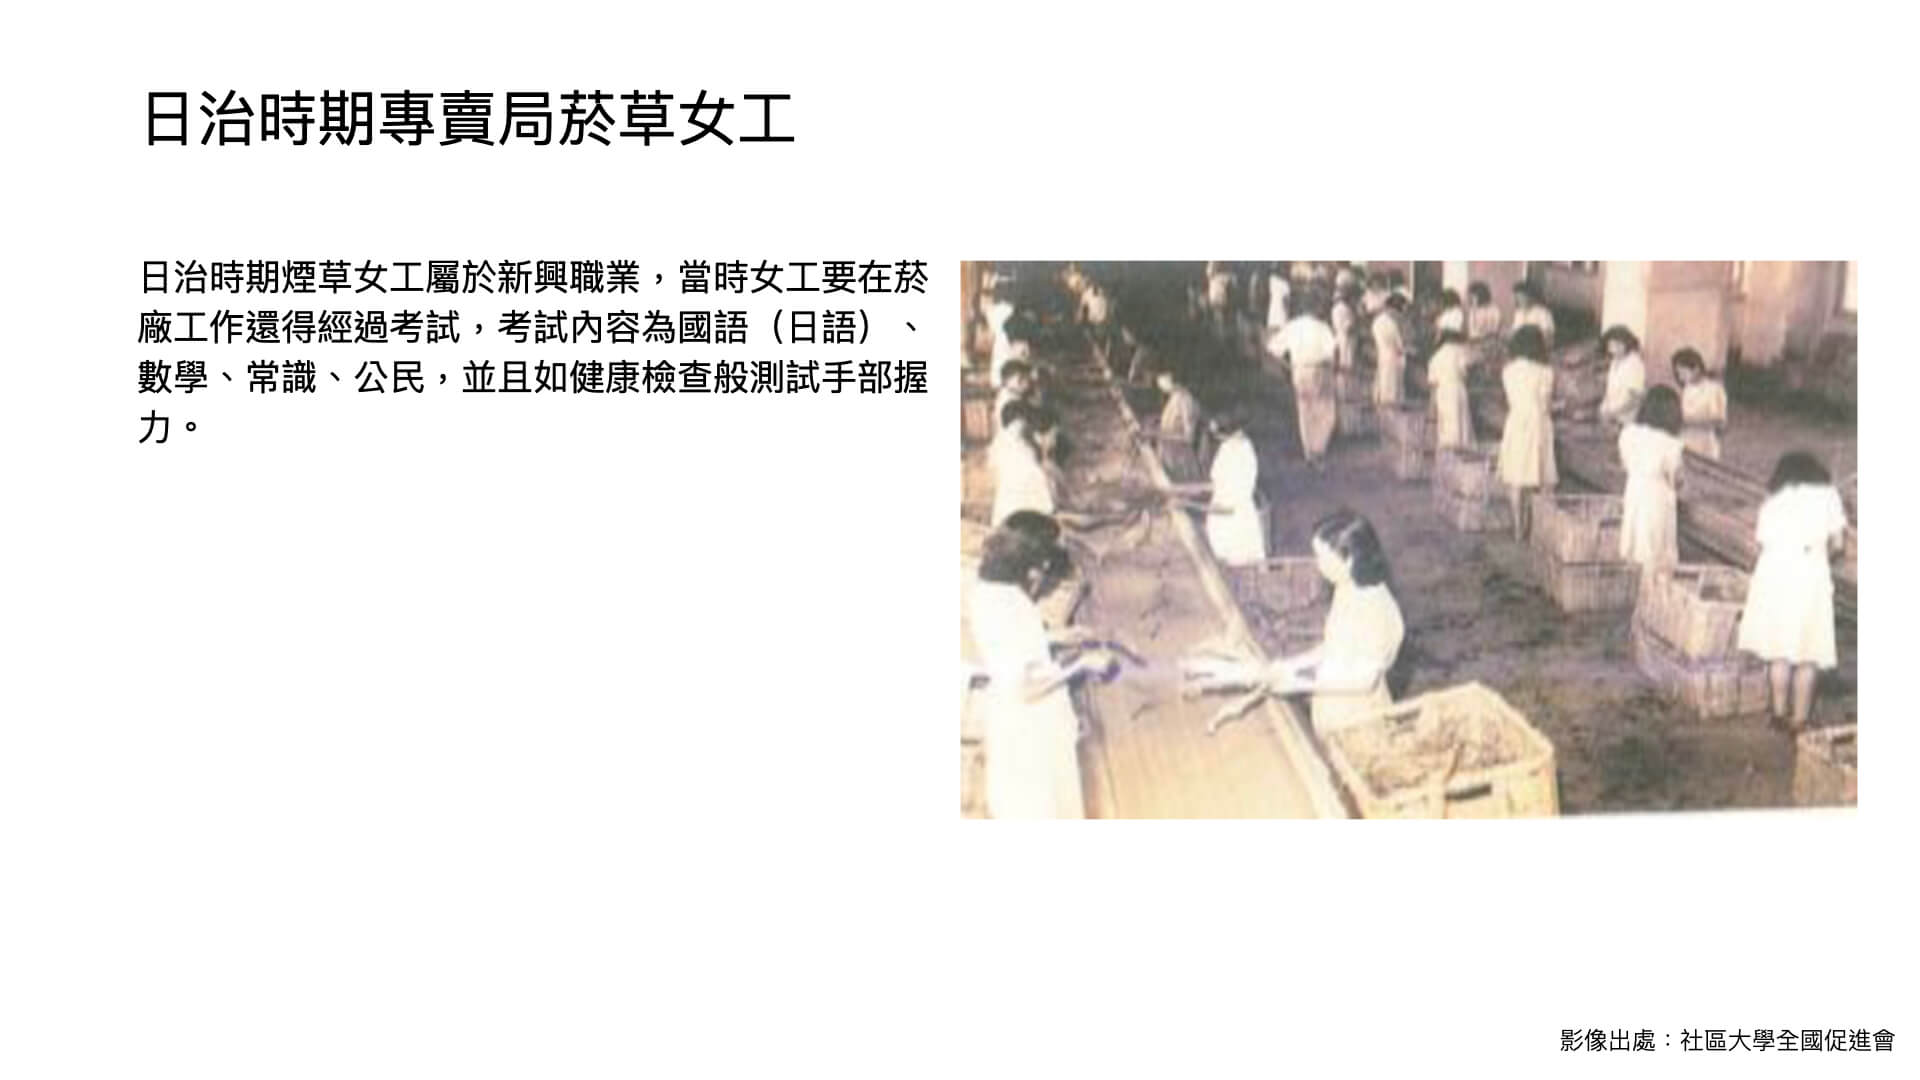 日治時期專賣局菸草女工
日治時期煙草女工屬於新興職業，當時女工要在菸
廠工作還得經過考試，考試內容為國語（日語）、
數學、常識、公民，並且如健康檢查般測試手部握
力。
影像出處：社區大學全國促進會